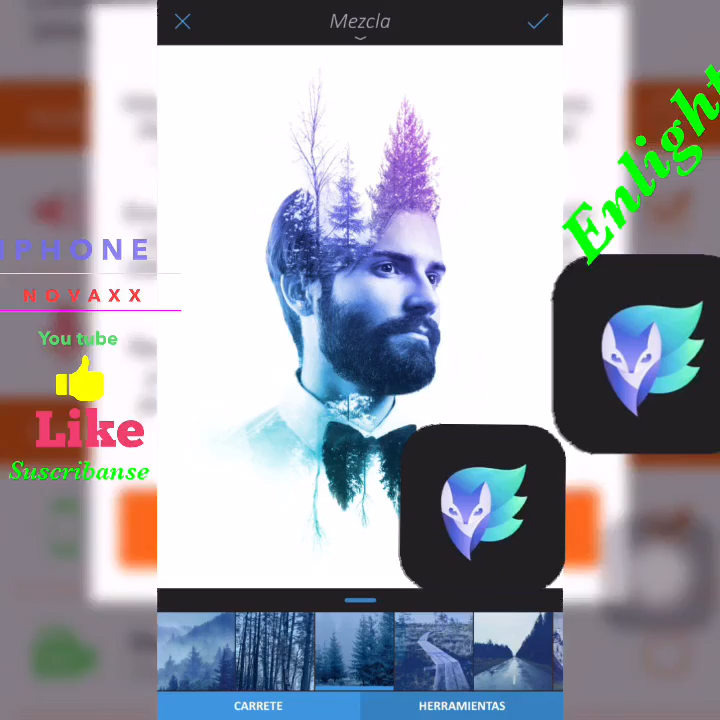 Mezcla
Enlight
IPHONE
NOVAXX
You tube
Like
Suscribanse
CARRETE
HERRAMIENTAS